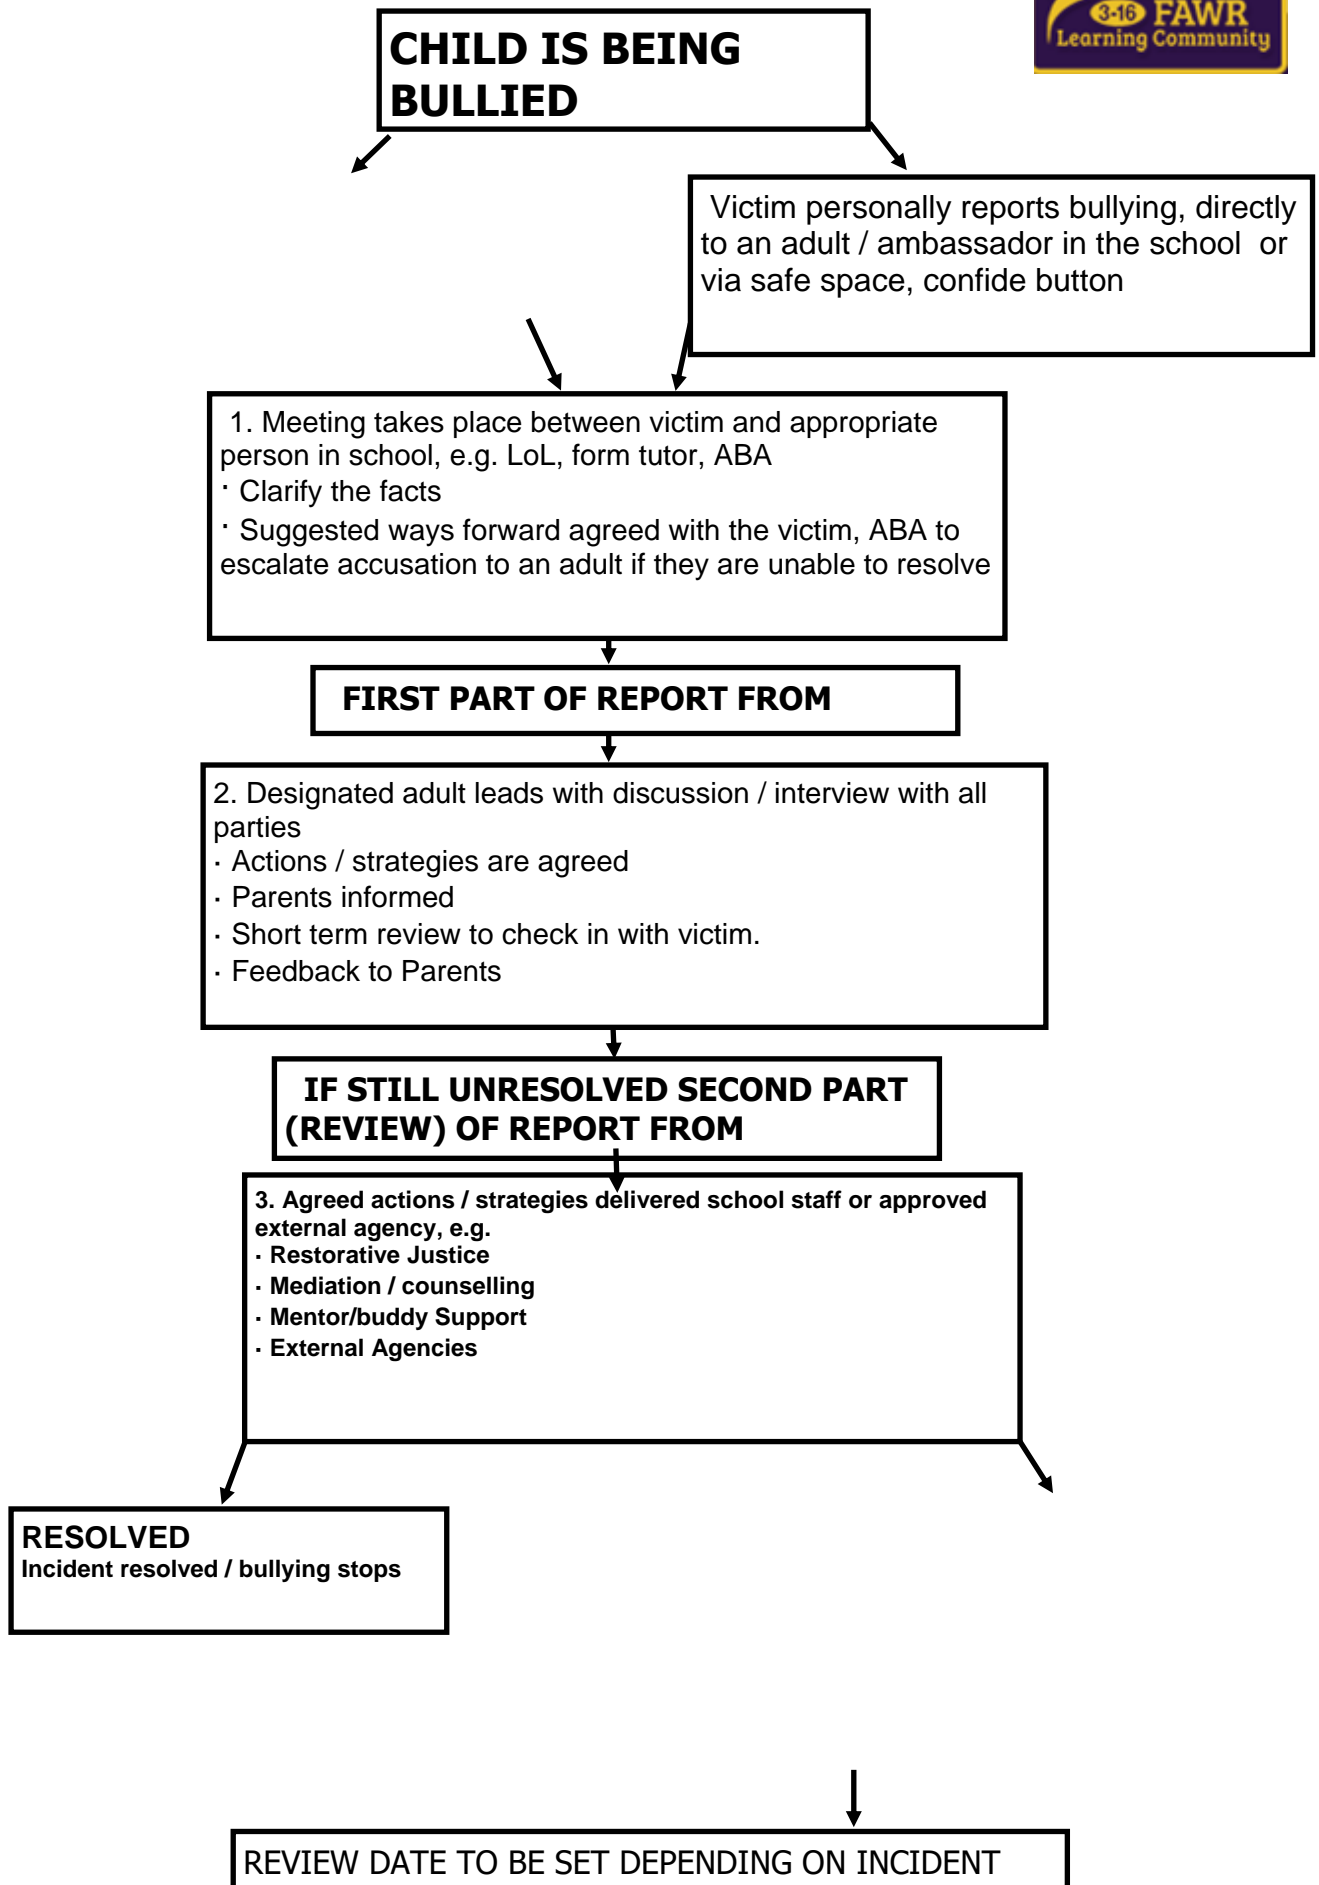 3-16 FAWR
Learning Community
CHILD IS BEING
BULLIED
Victim personally reports bullying, directly
to an adult / ambassador in the school or
via safe space, confide button
1. Meeting takes place between victim and appropriate
person in school, e.g. LoL, form tutor, ABA
· Clarify the facts
· Suggested ways forward agreed with the victim, ABA to
escalate accusation to an adult if they are unable to resolve
FIRST PART OF REPORT FROM
2. Designated adult leads with discussion / interview with all
parties
· Actions / strategies are agreed
· Parents informed
· Short term review to check in with victim.
· Feedback to Parents
IF STILL UNRESOLVED SECOND PART
(REVIEW) OF REPORT FROM
3. Agreed actions / strategies delivered school staff or approved
external agency, e.g.
· Restorative Justice
· Mediation / counselling
· Mentor/buddy Support
· External Agencies
RESOLVED
Incident resolved / bullying stops
REVIEW DATE TO BE SET DEPENDING ON INCIDENT